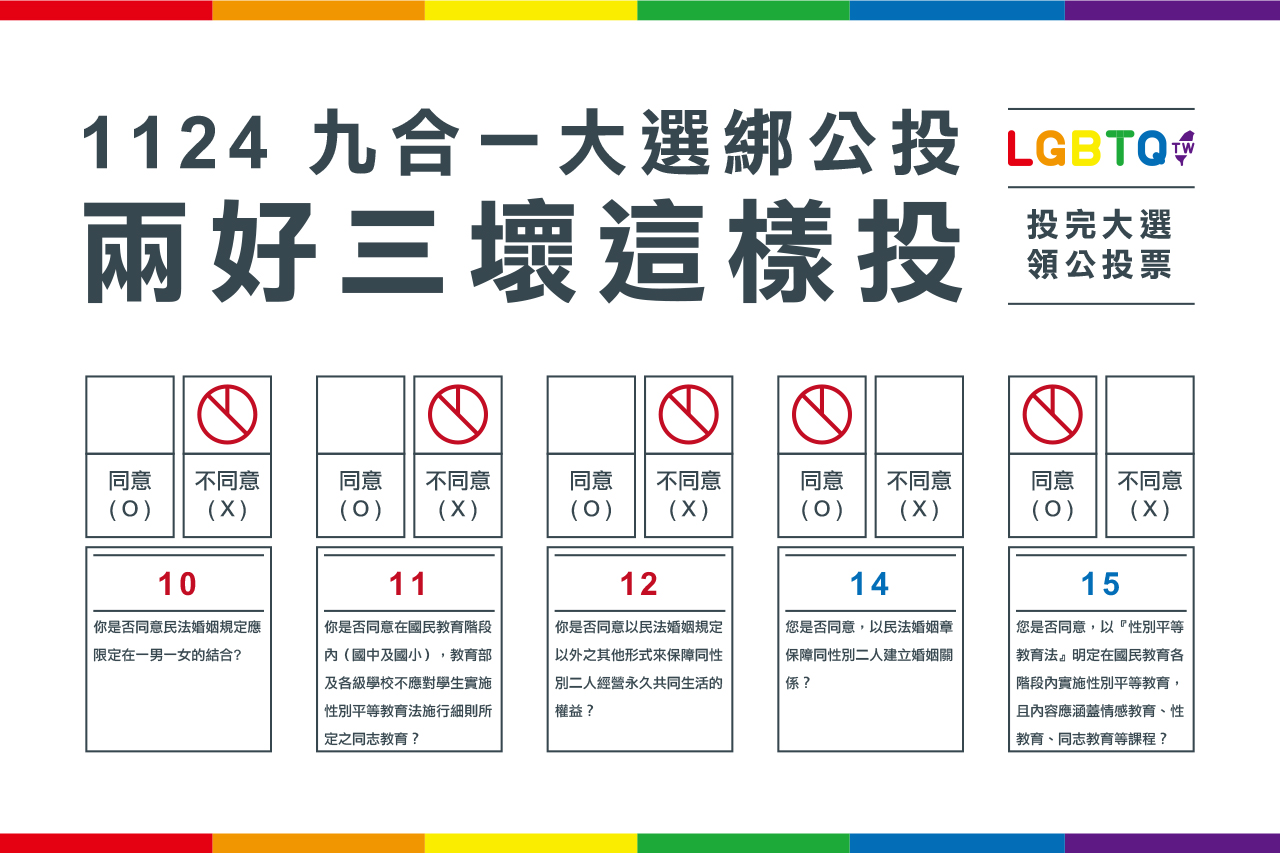 1124 九合一大選綁公投
兩好三壞這樣投
LGBTQ TW
投完大選
領公投票
同意
(O)
不同意
(X)
10
你是否同意民法婚姻規定應
限定在一男一女的結合?
同意
(O)
不同意
(X)
11
你是否同意在國民教育階段
內（國中及國小），教育部
及各級學校不應對學生實施
性別平等教育法施行細則所
定之同志教育？
同意
(O)
不同意
(X)
12
你是否同意以民法婚姻規定
以外之其他形式來保障同性
別二人經營永久共同生活的
權益？
同意
(O)
不同意
(X)
14
您是否同意，以民法婚姻章
保障同性別二人建立婚姻關
係？
同意
(O)
不同意
(X)
15
您是否同意，以『性別平等
教育法』明定在國民教育各
階段內實施性別平等教育，
且內容應涵蓋情感教育、性
教育、同志教育等課程？